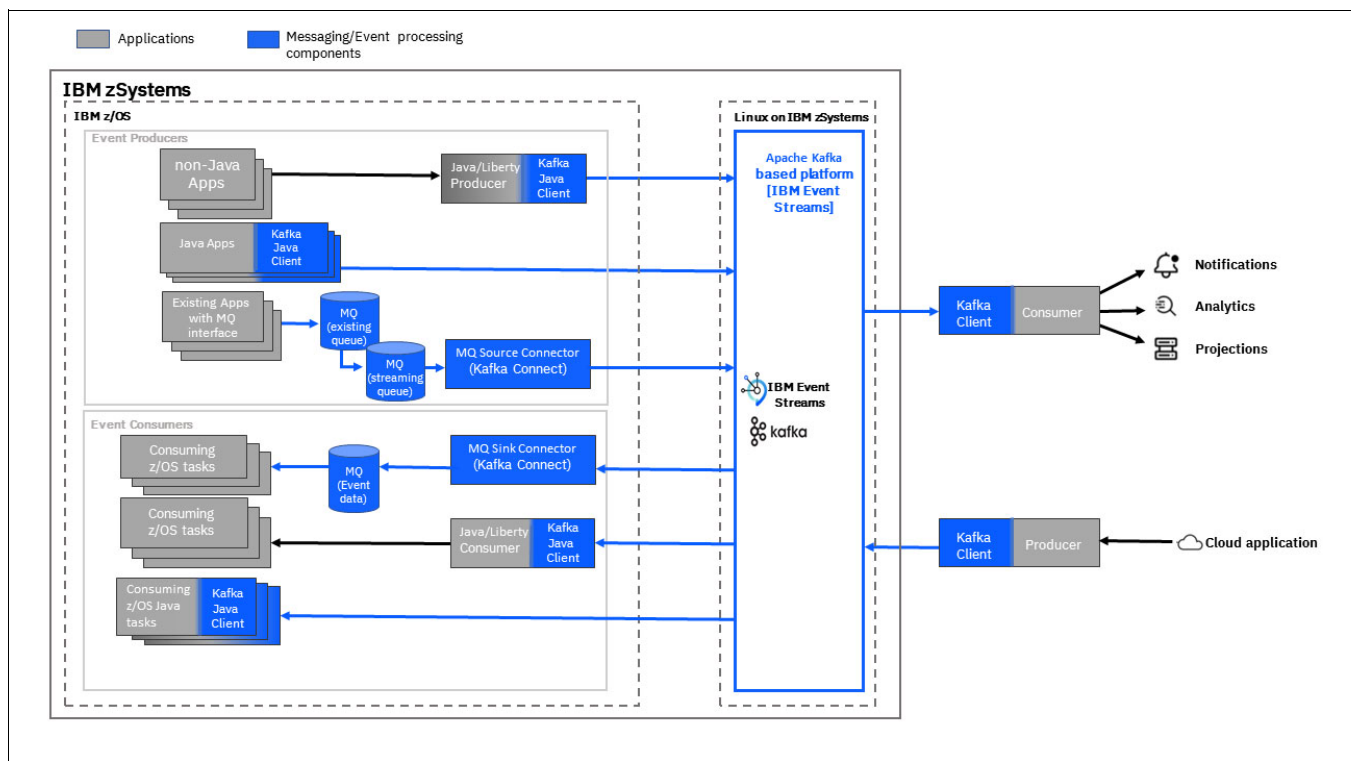 Applications
Messaging/Event processing
components
IBM zSystems
IBM z/OS
Event Producers
non-Java
Apps
Java/Liberty
Producer
Kafka
Java
Client
Java Apps
Kafka
Java
Client
Existing Apps
with MQ
interface
MQ
(existing
queue)
MQ
(streaming
queue)
MQ Source Connector
(Kafka Connect)
Event Consumers
Consuming
z/OS tasks
MQ
(Event
data)
MQ Sink Connector
(Kafka Connect)
Consuming
z/OS tasks
Java/Liberty
Consumer
Kafka
Java
Client
Consuming
z/OS Java
tasks
Kafka
Java
Client
Linux on IBM zSystems
Apache Kafka
based platform
[IBM Event
Streams]
IBM Event
Streams
kafka
Kafka
Client
Consumer
Notifications
Analytics
Projections
Kafka
Client
Producer
Cloud application